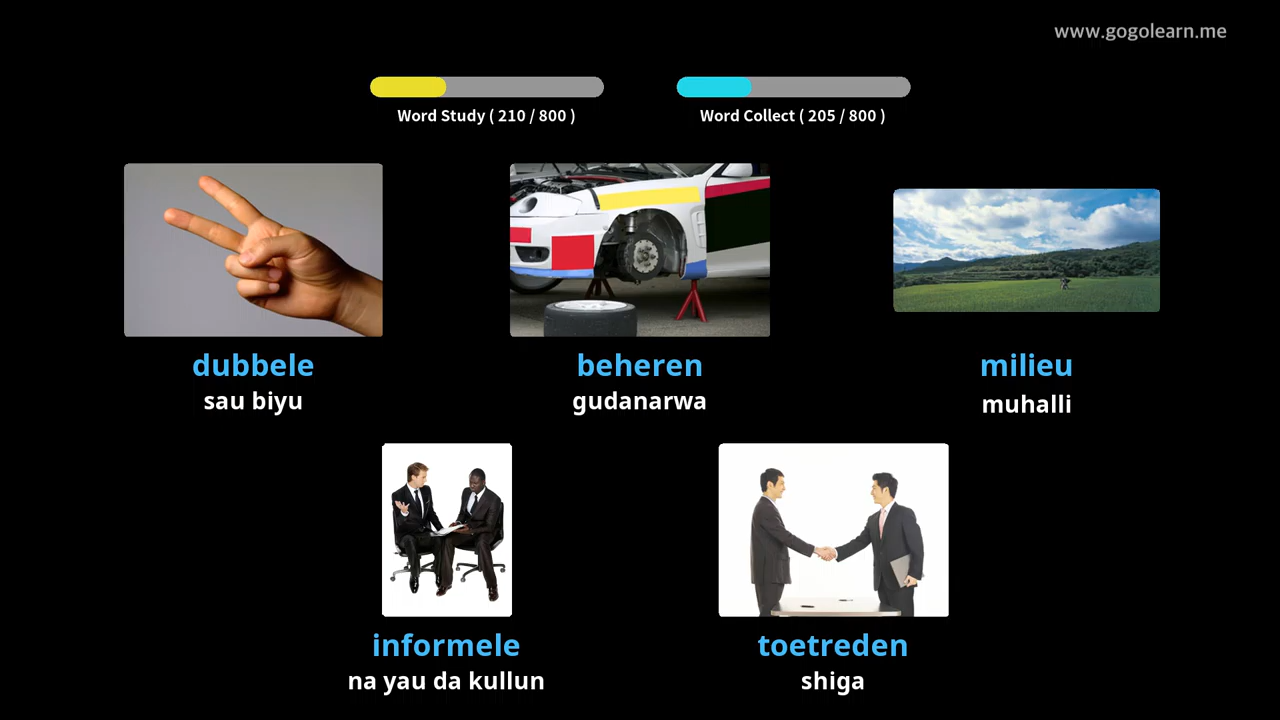 www.gogolearn.me
Word Study ( 210 / 800 )
Word Collect ( 205 / 800 )
dubbele
sau biyu
beheren
gudanarwa
milieu
muhalli
informele
na yau da kullun
toetreden
shiga